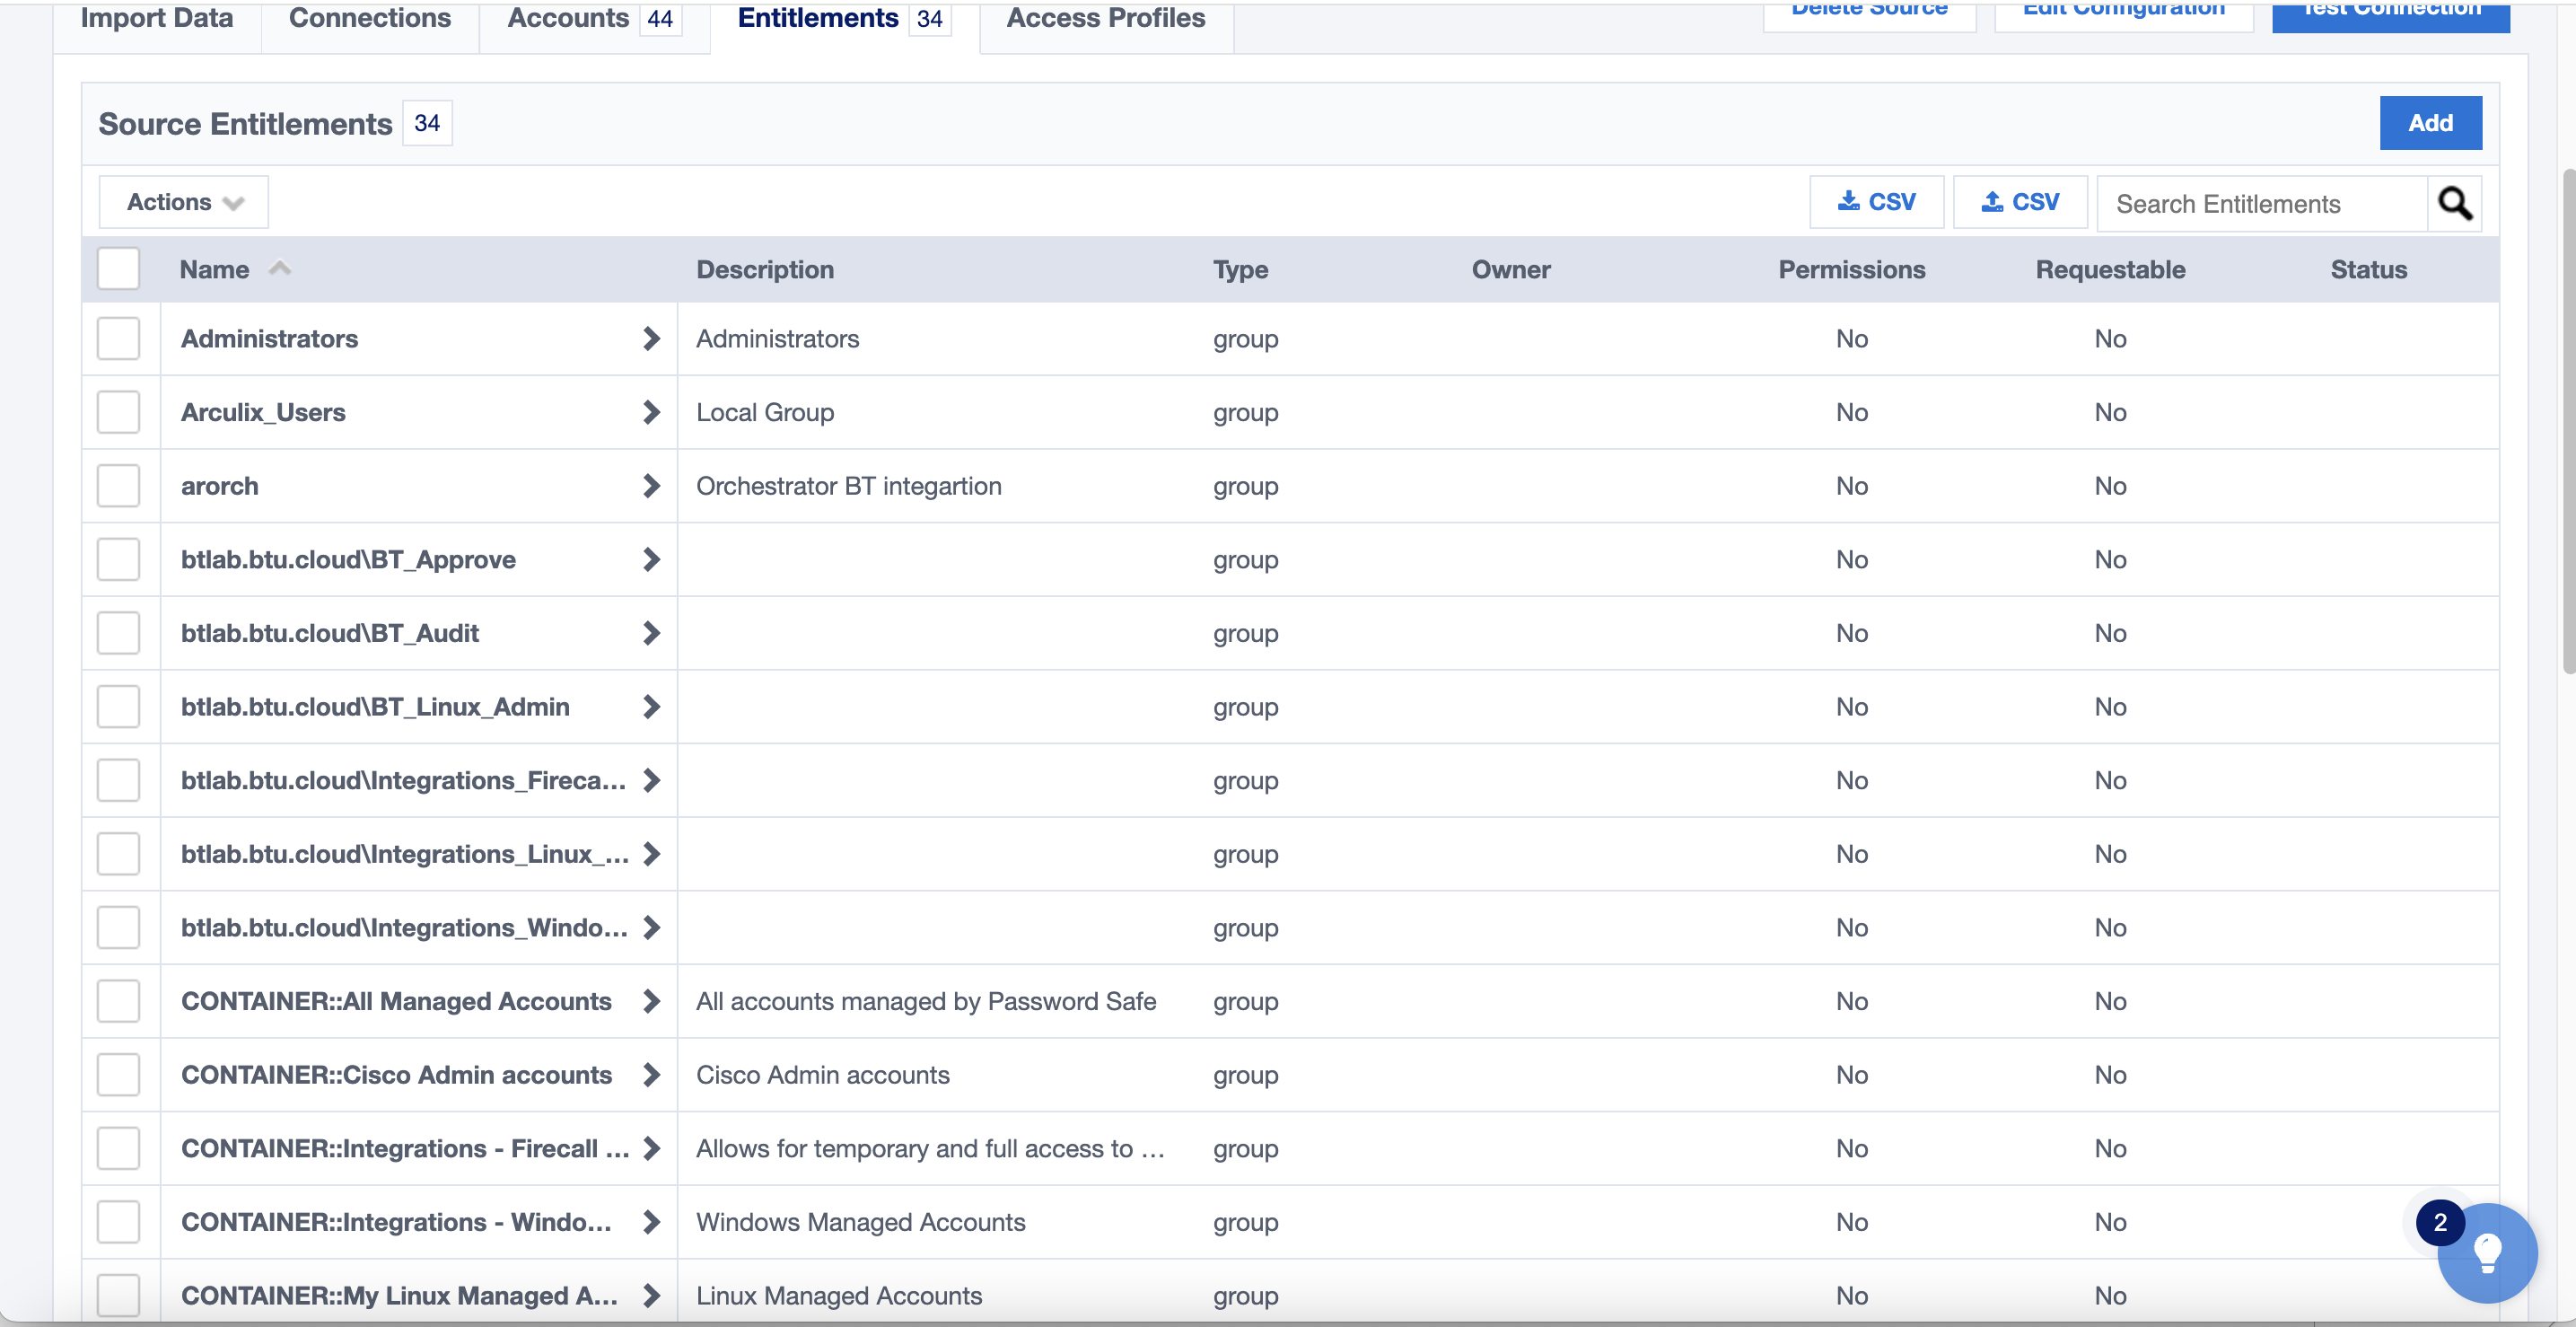 Import Data Connections Accounts 44 Entitlements 34 Access Profiles Delete Source Edit Configuration Test Connection
Source Entitlements 34 Add
Actions CSV CSV Search Entitlements
Name Description Type Owner Permissions Requestable Status
Administrators Administrators group No No
Arculix_Users Local Group group No No
arorch Orchestrator BT integartion group No No
btlab.btu.cloud\BT_Approve group No No
btlab.btu.cloud\BT_Audit group No No
btlab.btu.cloud\BT_Linux_Admin group No No
btlab.btu.cloud\Integrations_Fireca... group No No
btlab.btu.cloud\Integrations_Linux_... group No No
btlab.btu.cloud\Integrations_Windo... group No No
CONTAINER::All Managed Accounts All accounts managed by Password Safe group No No
CONTAINER::Cisco Admin accounts Cisco Admin accounts group No No
CONTAINER::Integrations - Firecall ... Allows for temporary and full access to ... group No No
CONTAINER::Integrations - Windo... Windows Managed Accounts group No No
2
CONTAINER::My Linux Managed A... Linux Managed Accounts group No No